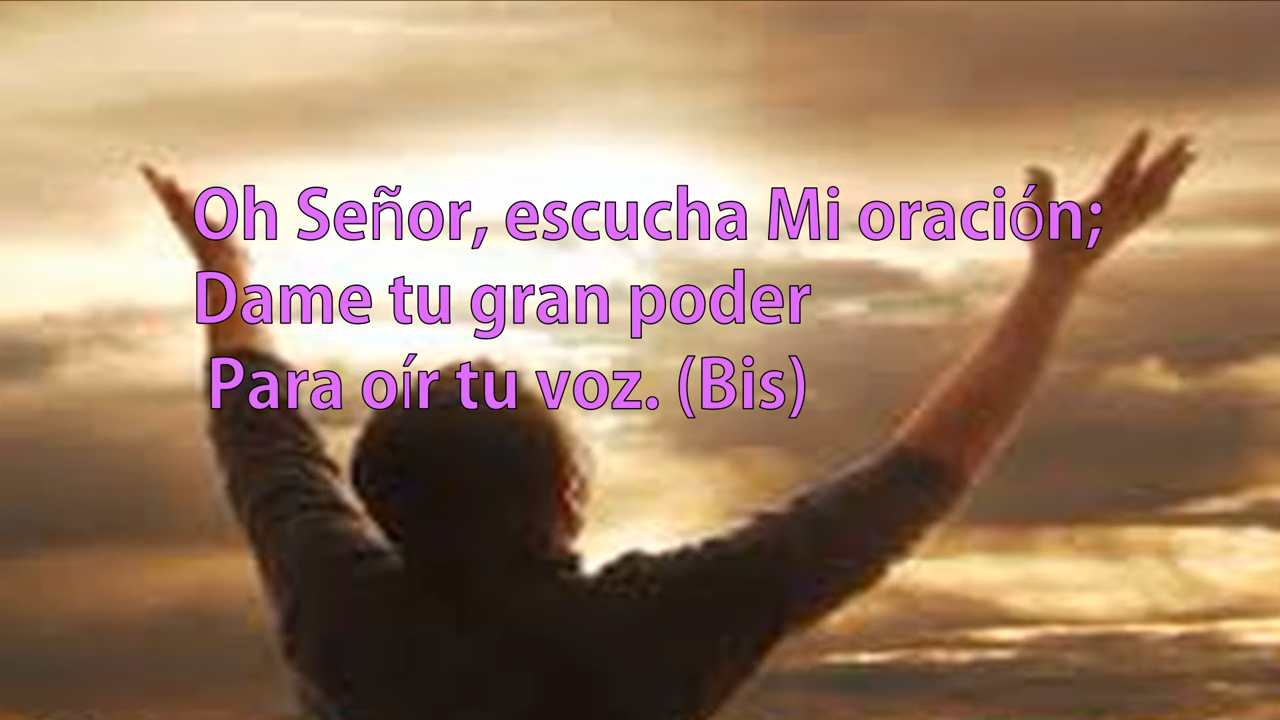 Oh Señor, escucha Mi oración;
Dame tu gran poder
Para oír tu voz. (Bis)